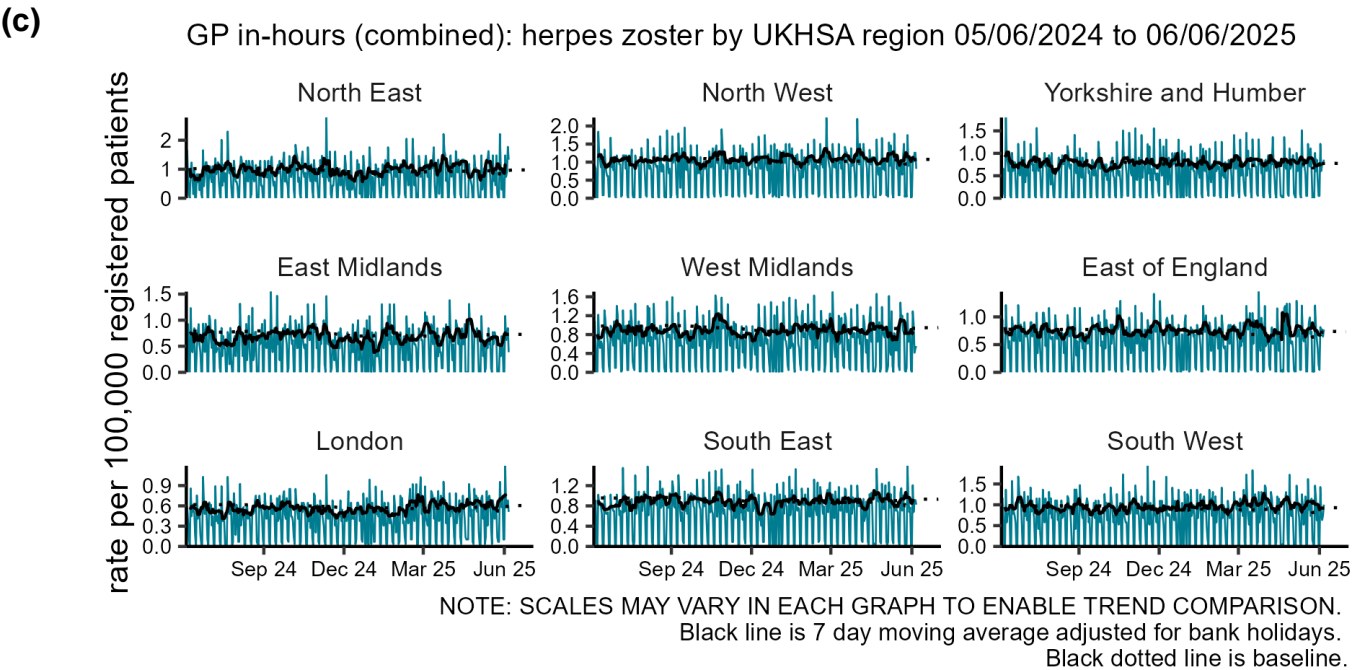 (c)
GP in-hours (combined): herpes zoster by UKHSA region 05/06/2024 to 06/06/2025
rate per 100,000 registered patients
North East
2
1
0
North West
2.0
1.5
1.0
0.5
0.0
Yorkshire and Humber
1.5
1.0
0.5
0.0
East Midlands
1.5
1.0
0.5
0.0
West Midlands
1.6
1.2
0.8
0.4
0.0
East of England
1.0
0.5
0.0
London
0.9
0.6
0.3
0.0
South East
1.2
0.8
0.4
0.0
South West
1.5
1.0
0.5
0.0
Sep 24 Dec 24 Mar 25 Jun 25
Sep 24 Dec 24 Mar 25 Jun 25
Sep 24 Dec 24 Mar 25 Jun 25
NOTE: SCALES MAY VARY IN EACH GRAPH TO ENABLE TREND COMPARISON.
Black line is 7 day moving average adjusted for bank holidays.
Black dotted line is baseline.